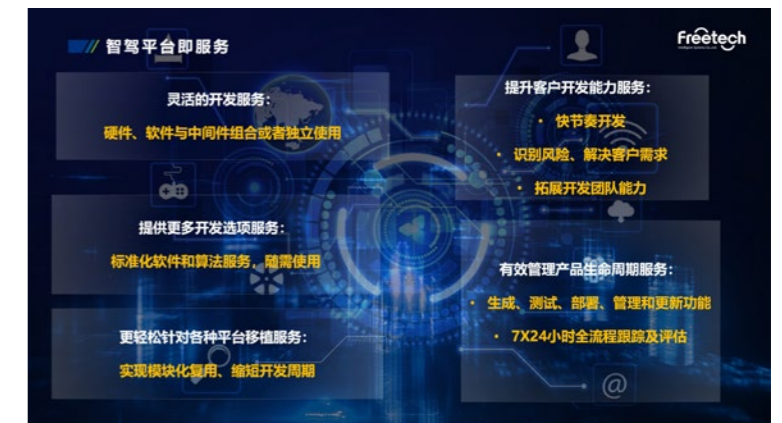 智驾平台即服务
Freetech
灵活的开发服务：
硬件、软件与中间件组合或者独立使用
提供更多开发选项服务：
标准化软件和算法服务，随需使用
更轻松针对各种平台移植服务：
实现模块化复用、缩短开发周期
提升客户开发能力服务：
• 快节奏开发
• 识别风险、解决客户需求
• 拓展开发团队能力
有效管理产品生命周期服务：
• 生成、测试、部署、管理和更新功能
• 7X24小时全流程跟踪及评估
@